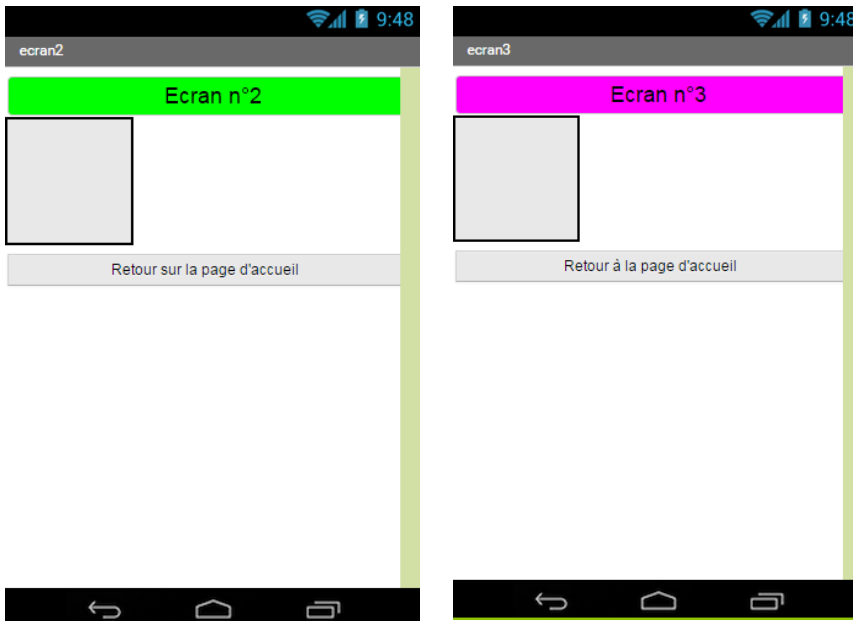 9:48
ecran2
Ecran n°2
Retour sur la page d'accueil
9:48
ecran3
Ecran n°3
Retour à la page d'accueil